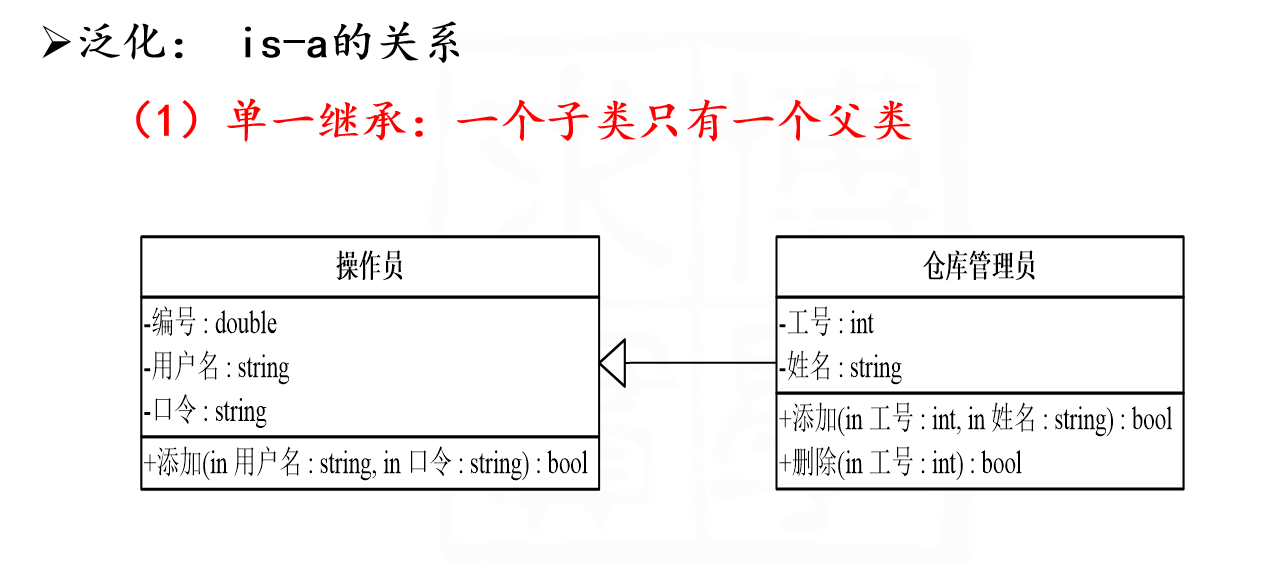 ➢泛化： is-a的关系
（1）单一继承：一个子类只有一个父类
操作员
-编号 : double
-用户名 : string
-口令 : string
+添加(in 用户名 : string, in 口令 : string) : bool
仓库管理员
-工号 : int
-姓名 : string
+添加(in 工号 : int, in 姓名 : string) : bool
+删除(in 工号 : int) : bool